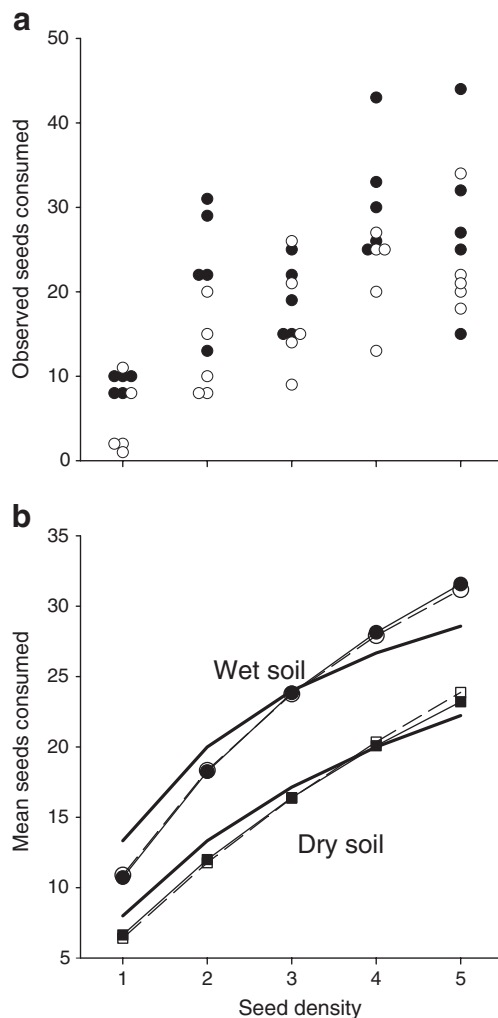 a
50
40
30
20
10
0
Observed seeds consumed
b
35
30
25
20
15
10
5
Mean seeds consumed
Wet soil
Dry soil
1 2 3 4 5
Seed density